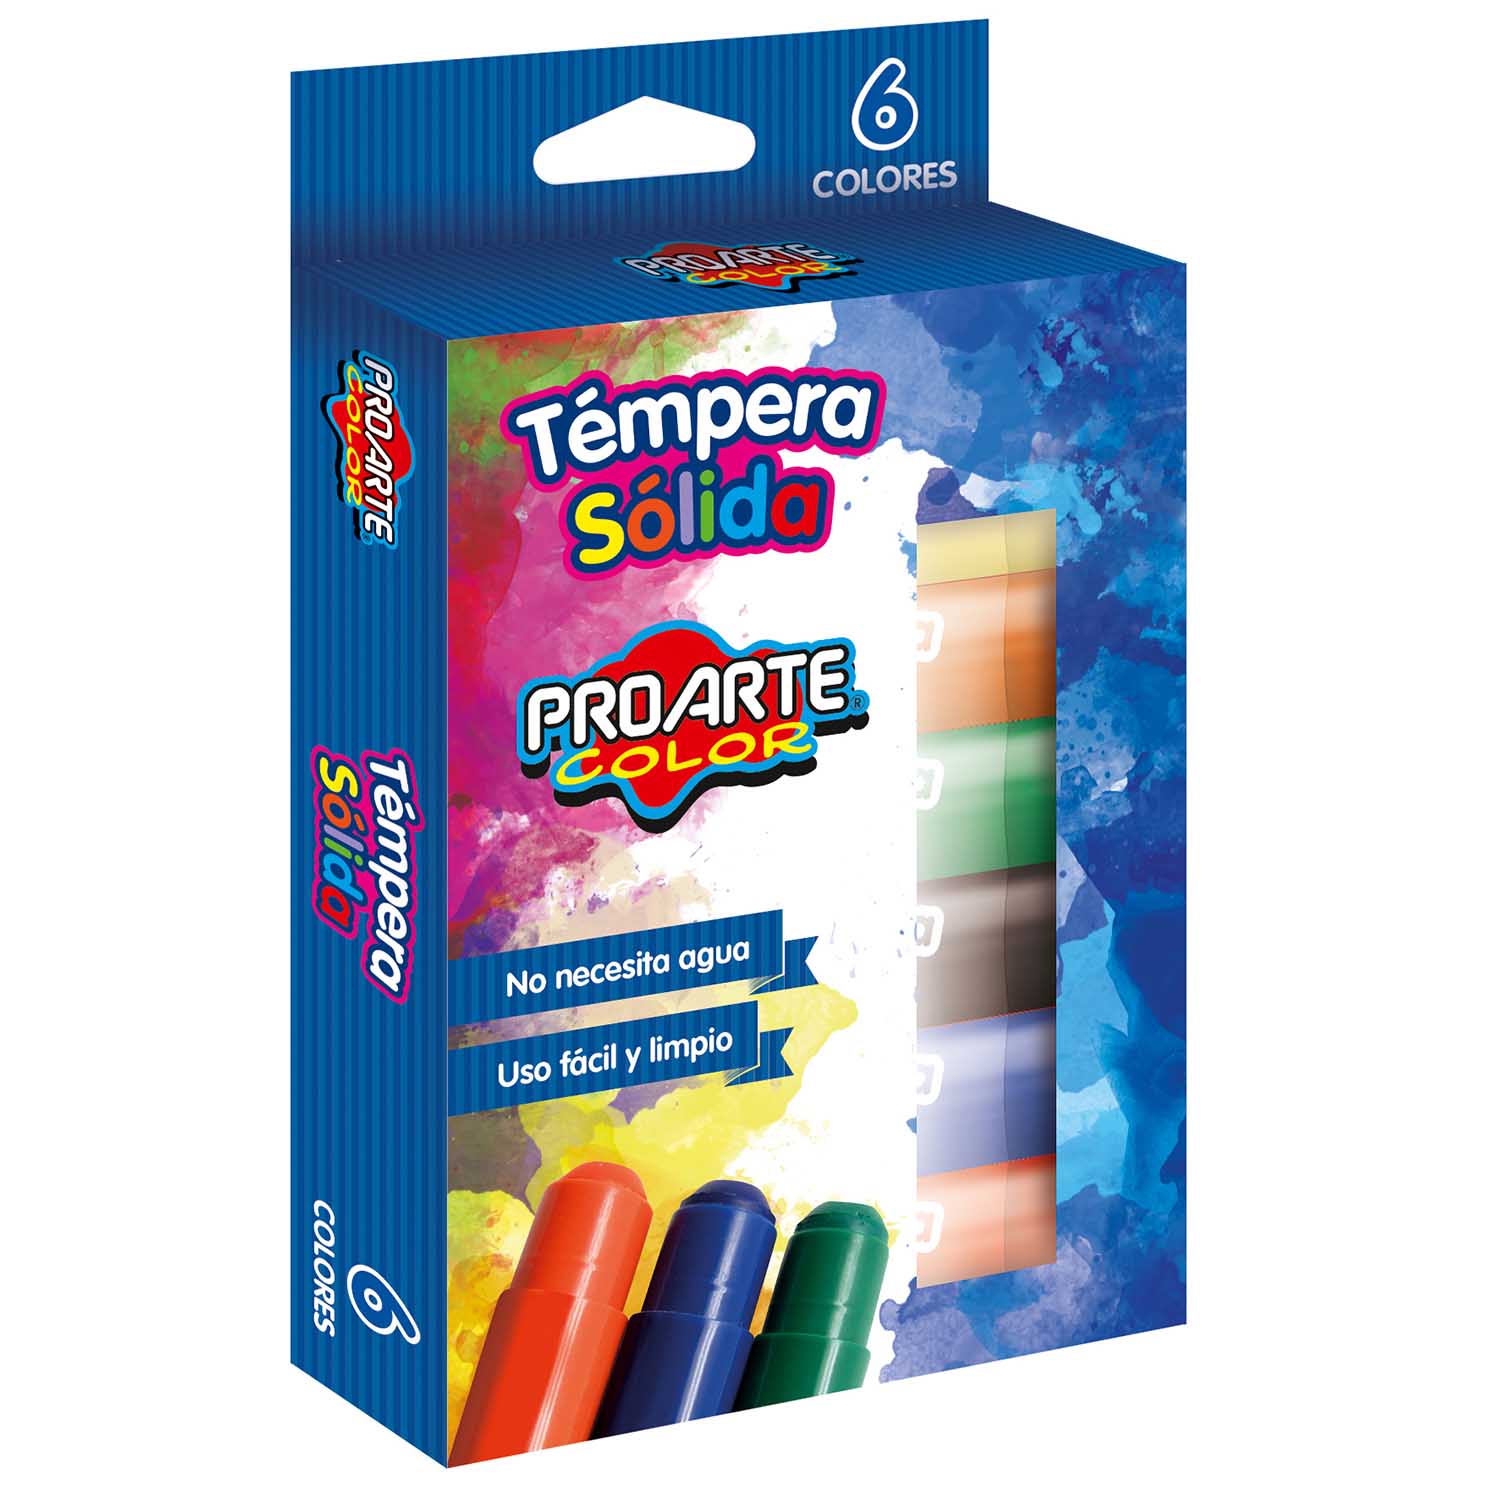 6
COLORES
PROARTE
COLOR
Témpera
Sólida
PROARTE®
COLOR
No necesita agua
Uso fácil y limpio
PROARTE®
COLOR
Témpera
Sólida
6
COLORES
a
a
a
a
a